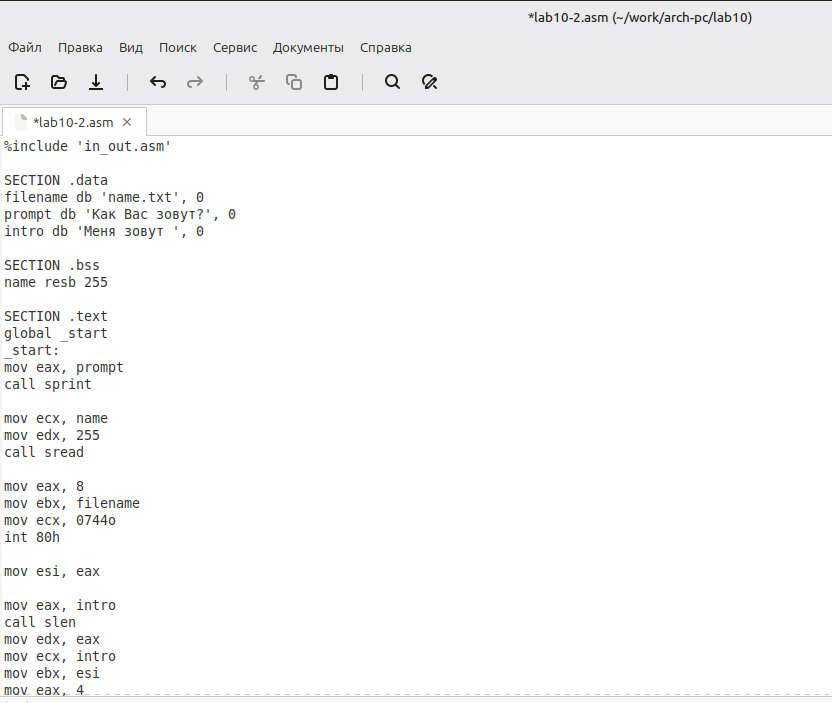 *lab10-2.asm (~/work/arch-pc/lab10)
Файл Правка Вид Поиск Сервис Документы Справка
*lab10-2.asm ×
%include 'in_out.asm'
SECTION .data
filename db 'name.txt', 0
prompt db 'Как Вас зовут?', 0
intro db 'Меня зовут ', 0
SECTION .bss
name resb 255
SECTION .text
global _start
_start:
mov eax, prompt
call sprint
mov ecx, name
mov edx, 255
call sread
mov eax, 8
mov ebx, filename
mov ecx, 0744o
int 80h
mov esi, eax
mov eax, intro
call slen
mov edx, eax
mov ecx, intro
mov ebx, esi
mov eax, 4